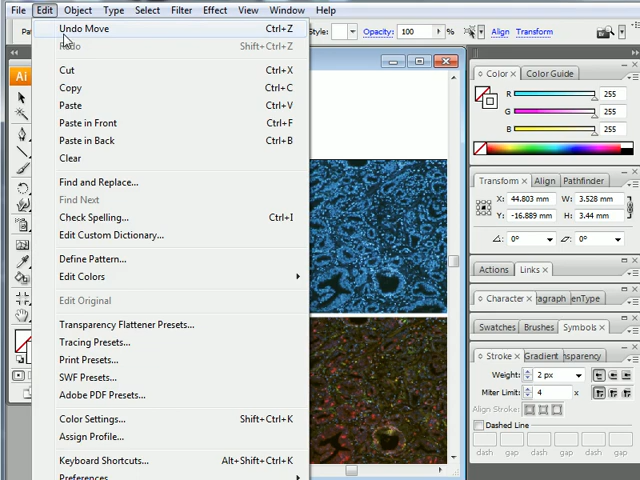 File Edit Object Type Select Filter Effect View Window Help
Style: Opacity: 100 Align Transform
Undo Move Ctrl+Z
Redo Shift+Ctrl+Z
Cut Ctrl+X
Copy Ctrl+C
Paste Ctrl+V
Paste in Front Ctrl+F
Paste in Back Ctrl+B
Clear
Find and Replace...
Find Next
Check Spelling... Ctrl+I
Edit Custom Dictionary...
Define Pattern...
Edit Colors
Edit Original
Transparency Flattener Presets...
Tracing Presets...
Print Presets...
SWF Presets...
Adobe PDF Presets...
Color Settings... Shift+Ctrl+K
Assign Profile...
Keyboard Shortcuts... Alt+Shift+Ctrl+K
Preferences
Ai
Color Color Guide
R 255
G 255
B 255
Transform Align Pathfinder
X: 44.803 mm W: 3.528 mm
Y: -16.889 mm H: 3.44 mm
0° 0°
Actions Links
Character aragraph enType
Swatches Brushes Symbols
Stroke Gradient nsparency
Weight: 2 px
Miter Limit: 4 x
Align Stroke:
Dashed Line
dash gap dash gap dash gap